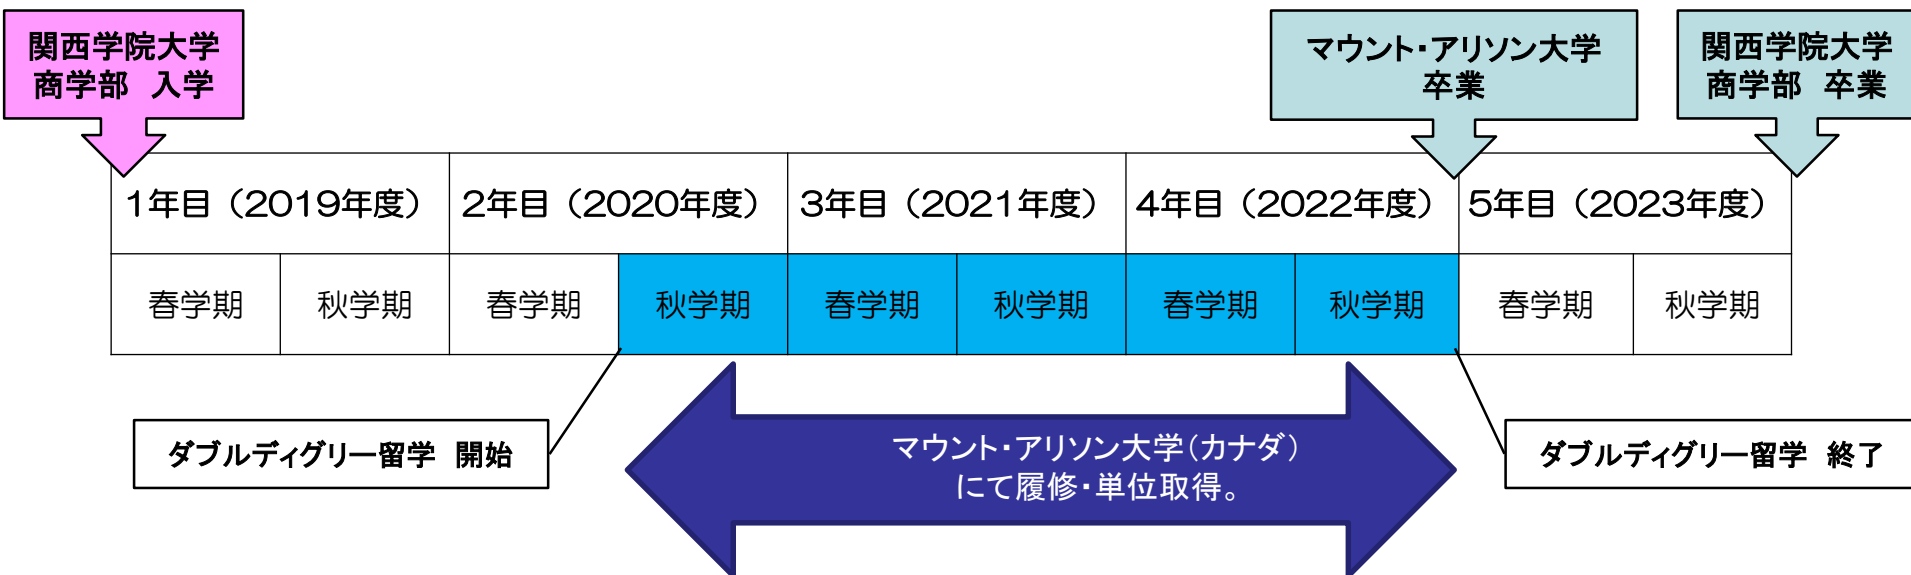 関西学院大学
商学部 入学
マウント・アリソン大学
卒業
関西学院大学
商学部 卒業
1年目（2019年度） 2年目（2020年度） 3年目（2021年度） 4年目（2022年度） 5年目（2023年度）
春学期 秋学期 春学期 秋学期 春学期 秋学期 春学期 秋学期 春学期 秋学期
ダブルディグリー留学 開始
マウント・アリソン大学（カナダ）
にて履修・単位取得。
ダブルディグリー留学 終了